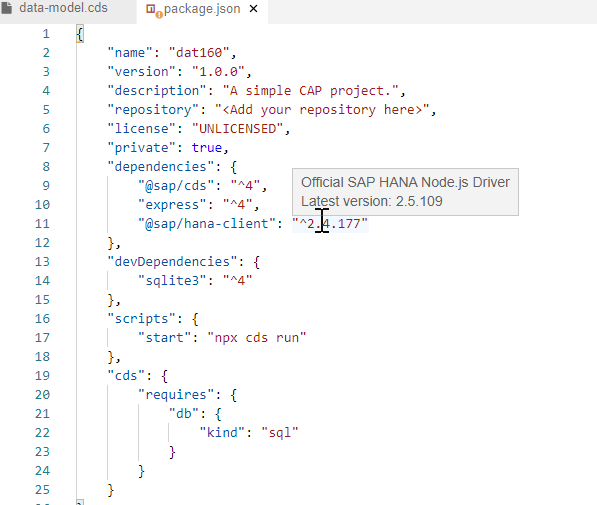 data-model.cds
package.json ×
1 {
2 "name": "dat160",
3 "version": "1.0.0",
4 "description": "A simple CAP project.",
5 "repository": "<Add your repository here>",
6 "license": "UNLICENSED",
7 "private": true,
8 "dependencies": {
9 "@sap/cds": "^4",
Official SAP HANA Node.js Driver
Latest version: 2.5.109
10 "express": "^4",
11 "@sap/hana-client": "^2.4.177"
12 },
13 "devDependencies": {
14 "sqlite3": "^4"
15 },
16 "scripts": {
17 "start": "npx cds run"
18 },
19 "cds": {
20 "requires": {
21 "db": {
22 "kind": "sql"
23 }
24 }
25 }